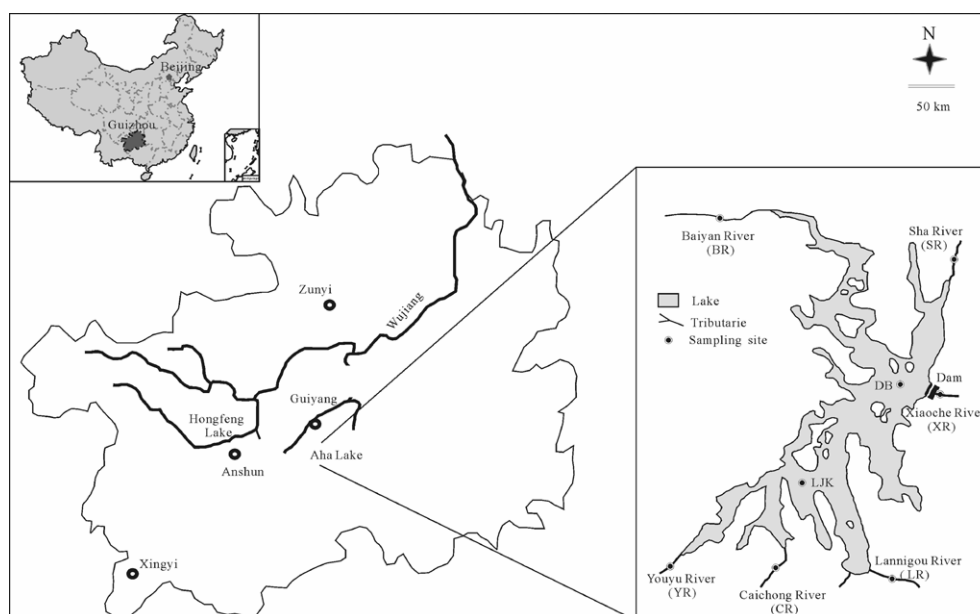 Beijing
Guizhou
N
50 km
Zunyi
Wujiang
Guiyang
Hongfeng
Lake
Aha Lake
Anshun
Xingyi
Baiyan River
(BR)
Sha River
(SR)
Lake
Tributarie
Sampling site
DB
Dam
Xiaoche River
(XR)
LJK
Lannigou River
(LR)
Youyu River
(YR)
Caichong River
(CR)